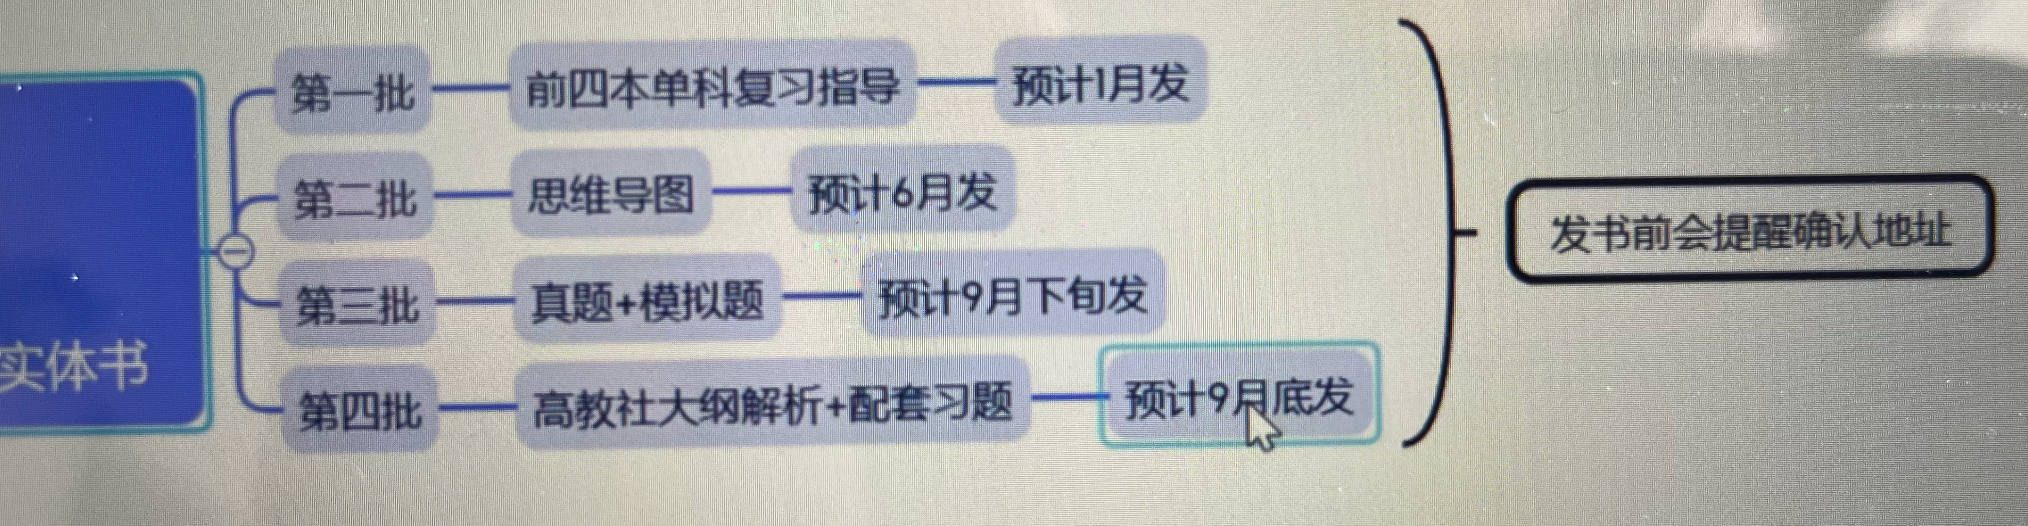 实体书
第一批 前四本单科复习指导 预计1月发
第二批 思维导图 预计6月发
第三批 真题+模拟题 预计9月下旬发
第四批 高教社大纲解析+配套习题 预计9月底发
发书前会提醒确认地址